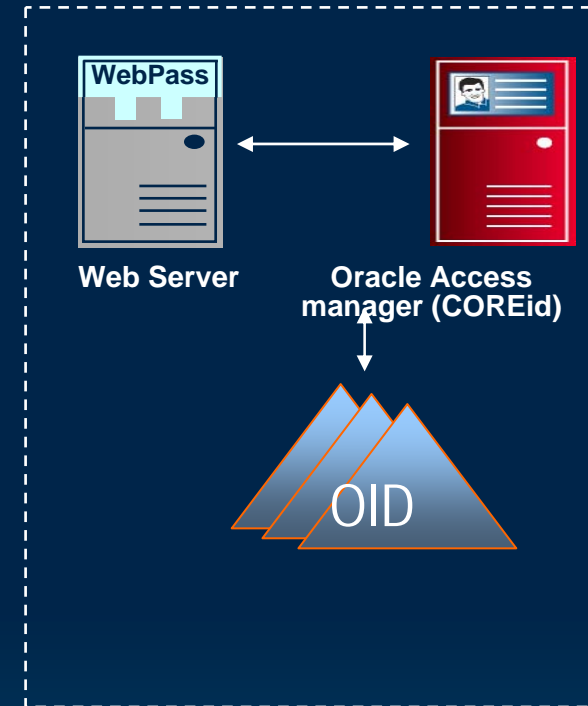 WebPass
Web Server
Oracle Access
manager (COREid)
OID